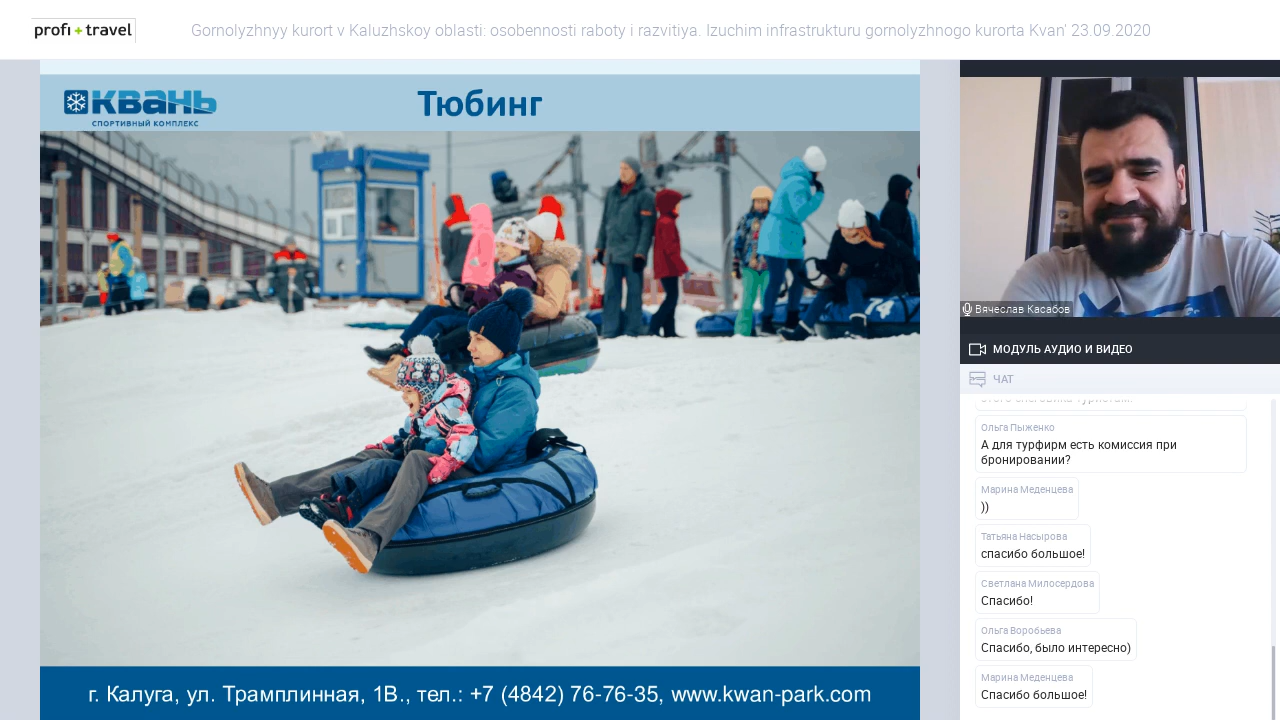 profi + travel
Gornolyzhnyy kurort v Kaluzhskoy oblasti: osobennosti raboty i razvitiya. Izuchim infrastrukturu gornolyzhnogo kurorta Kvan' 23.09.2020
КВАНЬ
СПОРТИВНЫЙ КОМПЛЕКС
Тюбинг
74
г. Калуга, ул. Трамплинная, 1В., тел.: +7 (4842) 76-76-35, www.kwan-park.com
Вячеслав Касабов
МОДУЛЬ АУДИО И ВИДЕО
ЧАТ
Ольга Пыженко
А для турфирм есть комиссия при
бронировании?
Марина Меденцева
))
Татьяна Насырова
спасибо большое!
Светлана Милосердова
Спасибо!
Ольга Воробьева
Спасибо, было интересно)
Марина Меденцева
Спасибо большое!